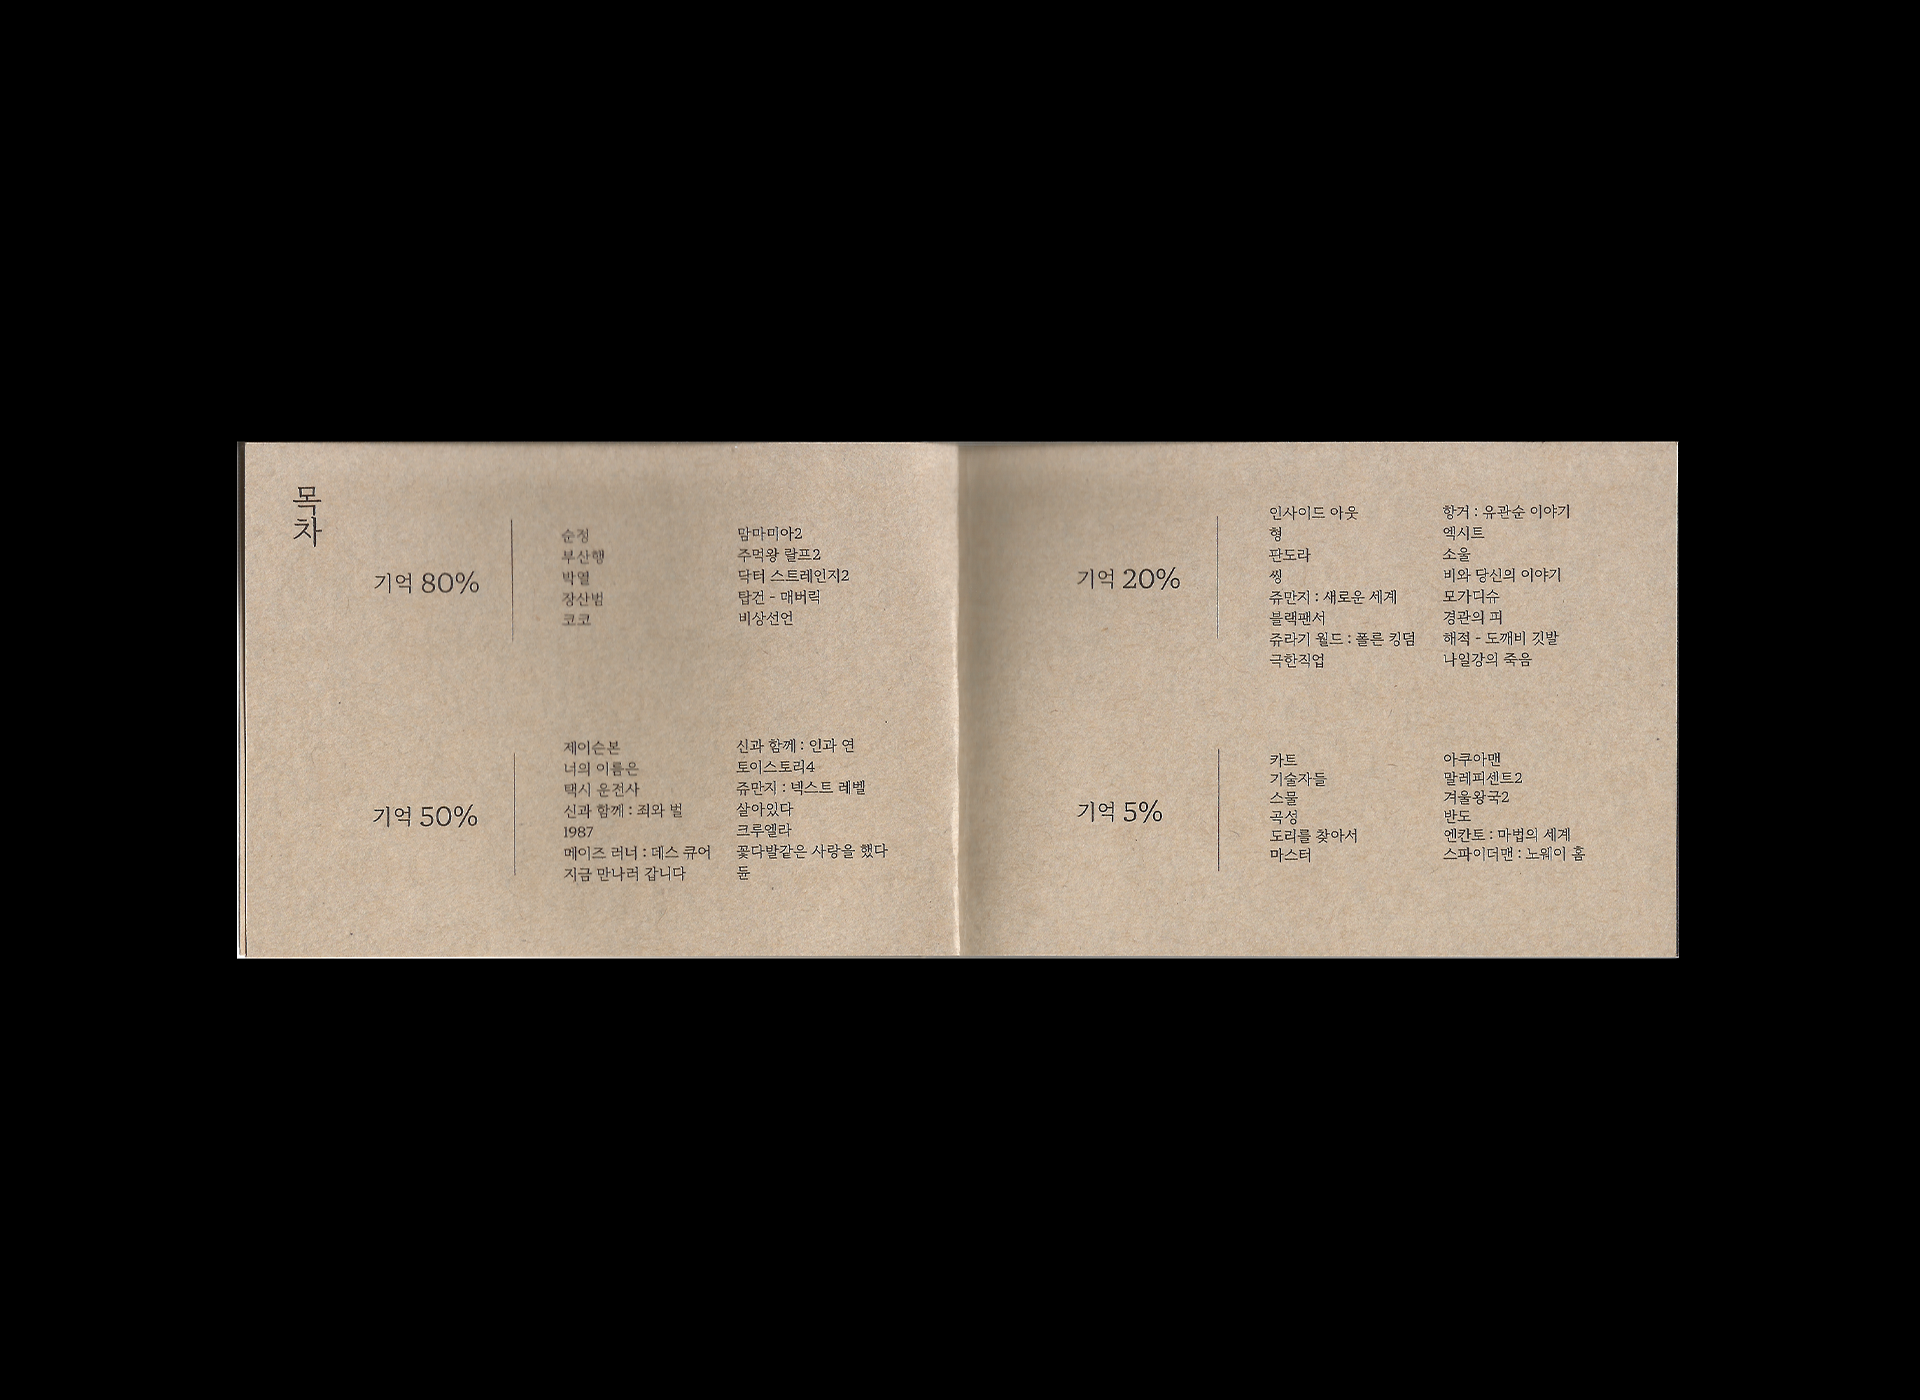 목차
기억 80%
순정
부산행
박열
장산범
코코
맘마미아2
주먹왕 랄프2
닥터 스트레인지2
탑건 - 매버릭
비상선언
기억 50%
제이슨본
너의 이름은
택시 운전사
신과 함께 : 죄와 벌
1987
메이즈 러너 : 데스 큐어
지금 만나러 갑니다
신과 함께 : 인과 연
토이스토리4
쥬만지 : 넥스트 레벨
살아있다
크루엘라
꽃다발같은 사랑을 했다
듄
기억 20%
인사이드 아웃
형
판도라
씽
쥬만지 : 새로운 세계
블랙팬서
쥬라기 월드 : 폴른 킹덤
극한직업
항거 : 유관순 이야기
엑시트
소울
비와 당신의 이야기
모가디슈
경관의 피
해적 - 도깨비 깃발
나일강의 죽음
기억 5%
카트
기술자들
스물
곡성
도리를 찾아서
마스터
아쿠아맨
말레피센트2
겨울왕국2
반도
엔칸토 : 마법의 세계
스파이더맨 : 노웨이 홈